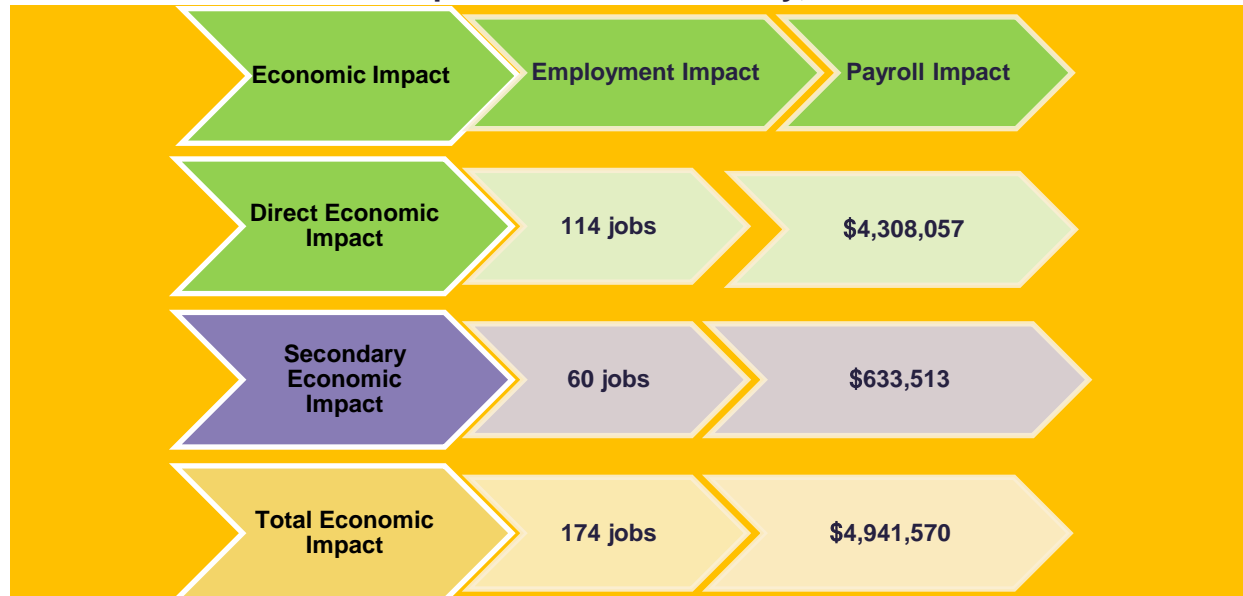 Economic Impact
Employment Impact
Payroll Impact
Direct Economic
Impact
114 jobs
$4,308,057
Secondary
Economic
Impact
60 jobs
$633,513
Total Economic
Impact
174 jobs
$4,941,570